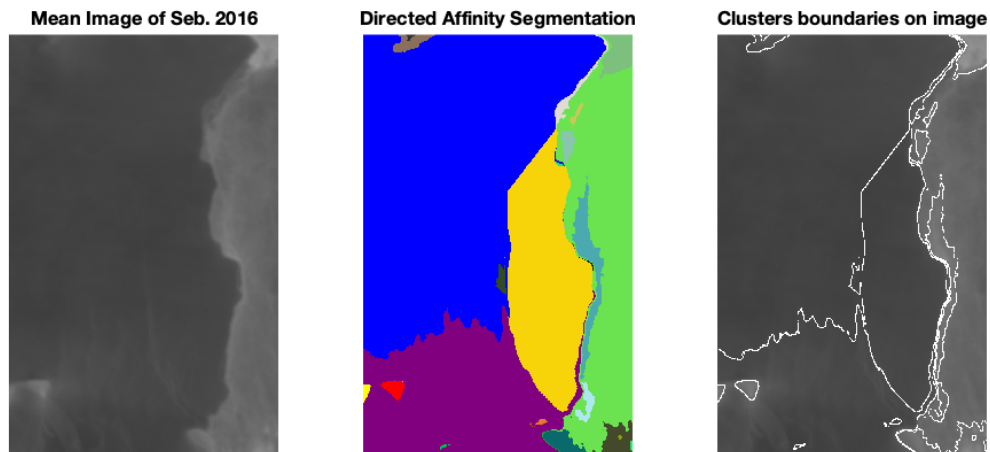 Mean Image of Seb. 2016
Directed Affinity Segmentation
Clusters boundaries on image